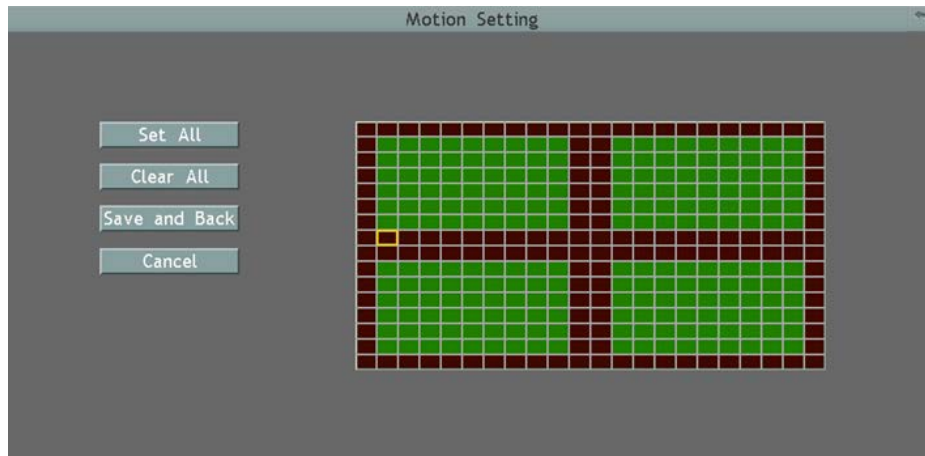 Motion Setting
Set All
Clear All
Save and Back
Cancel